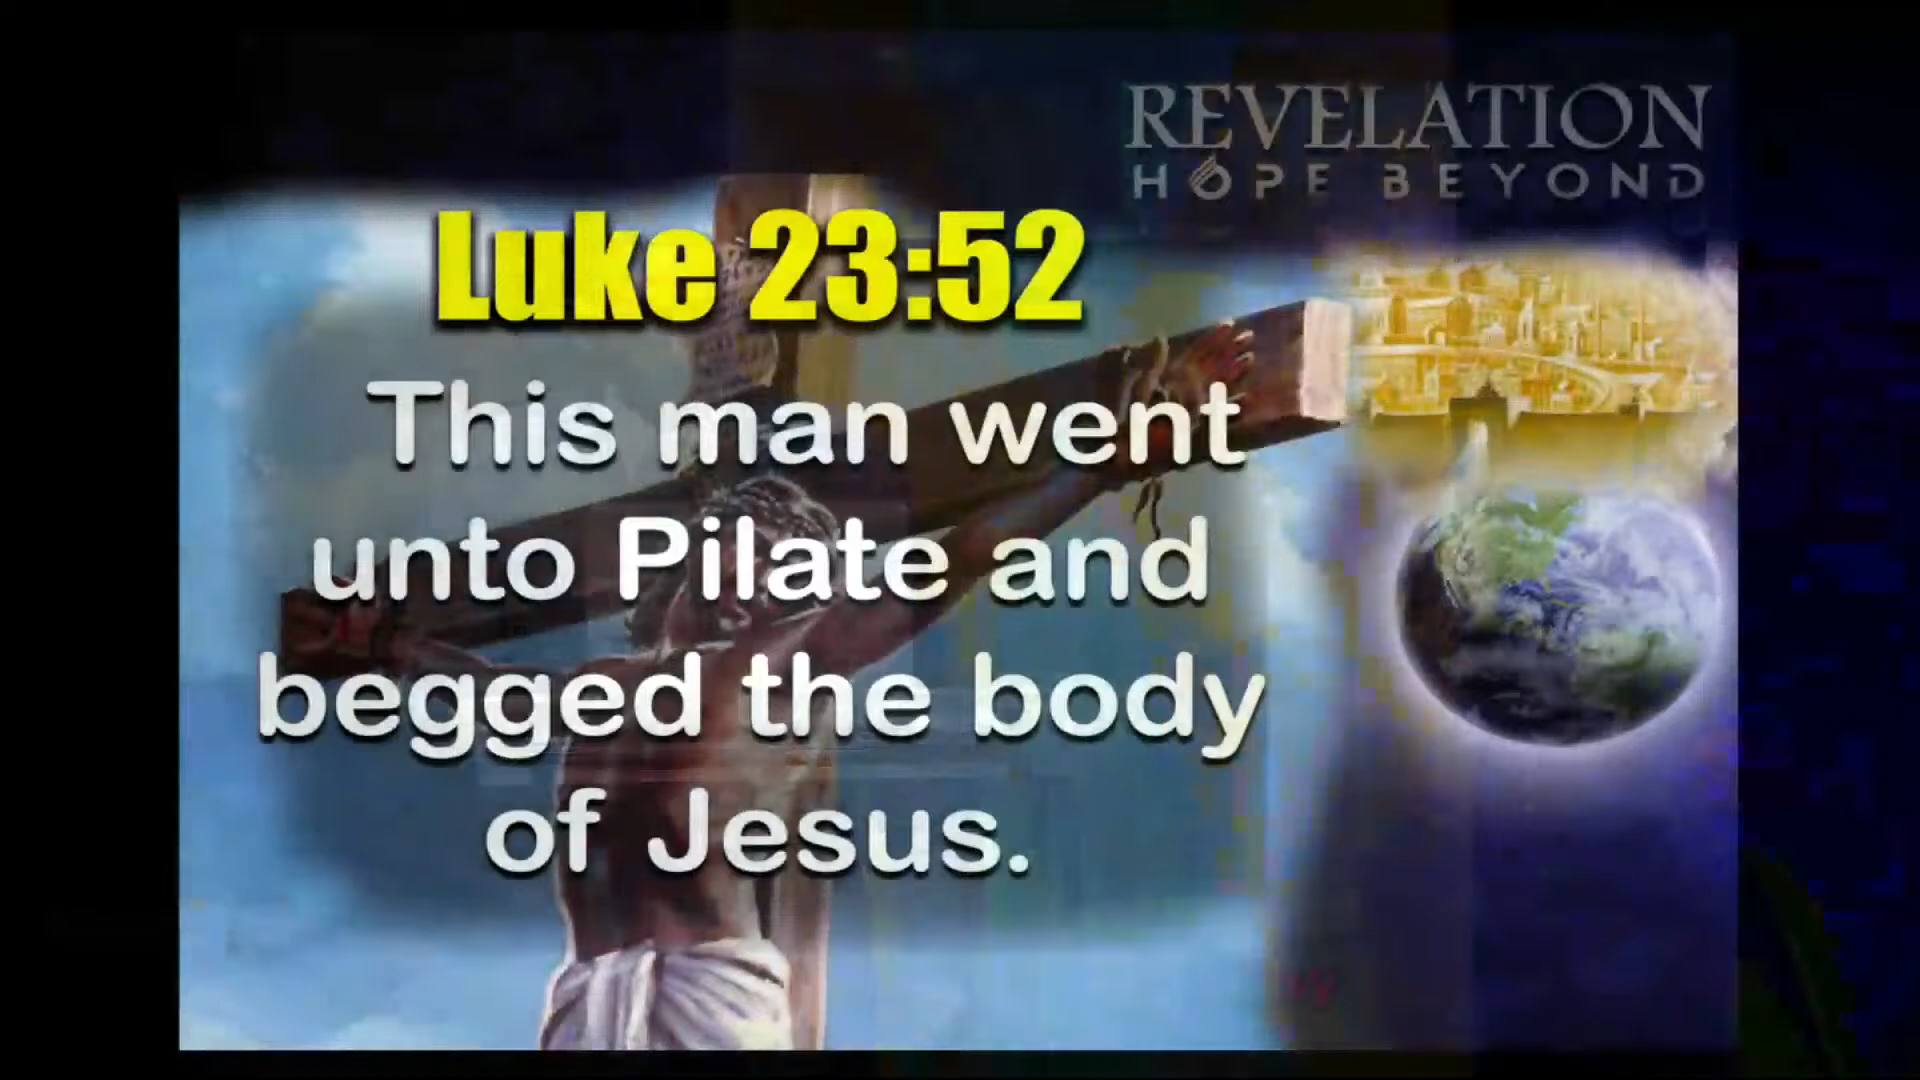 REVELATION
HOPE BEYOND
Luke 23:52
This man went
unto Pilate and
begged the body
of Jesus.